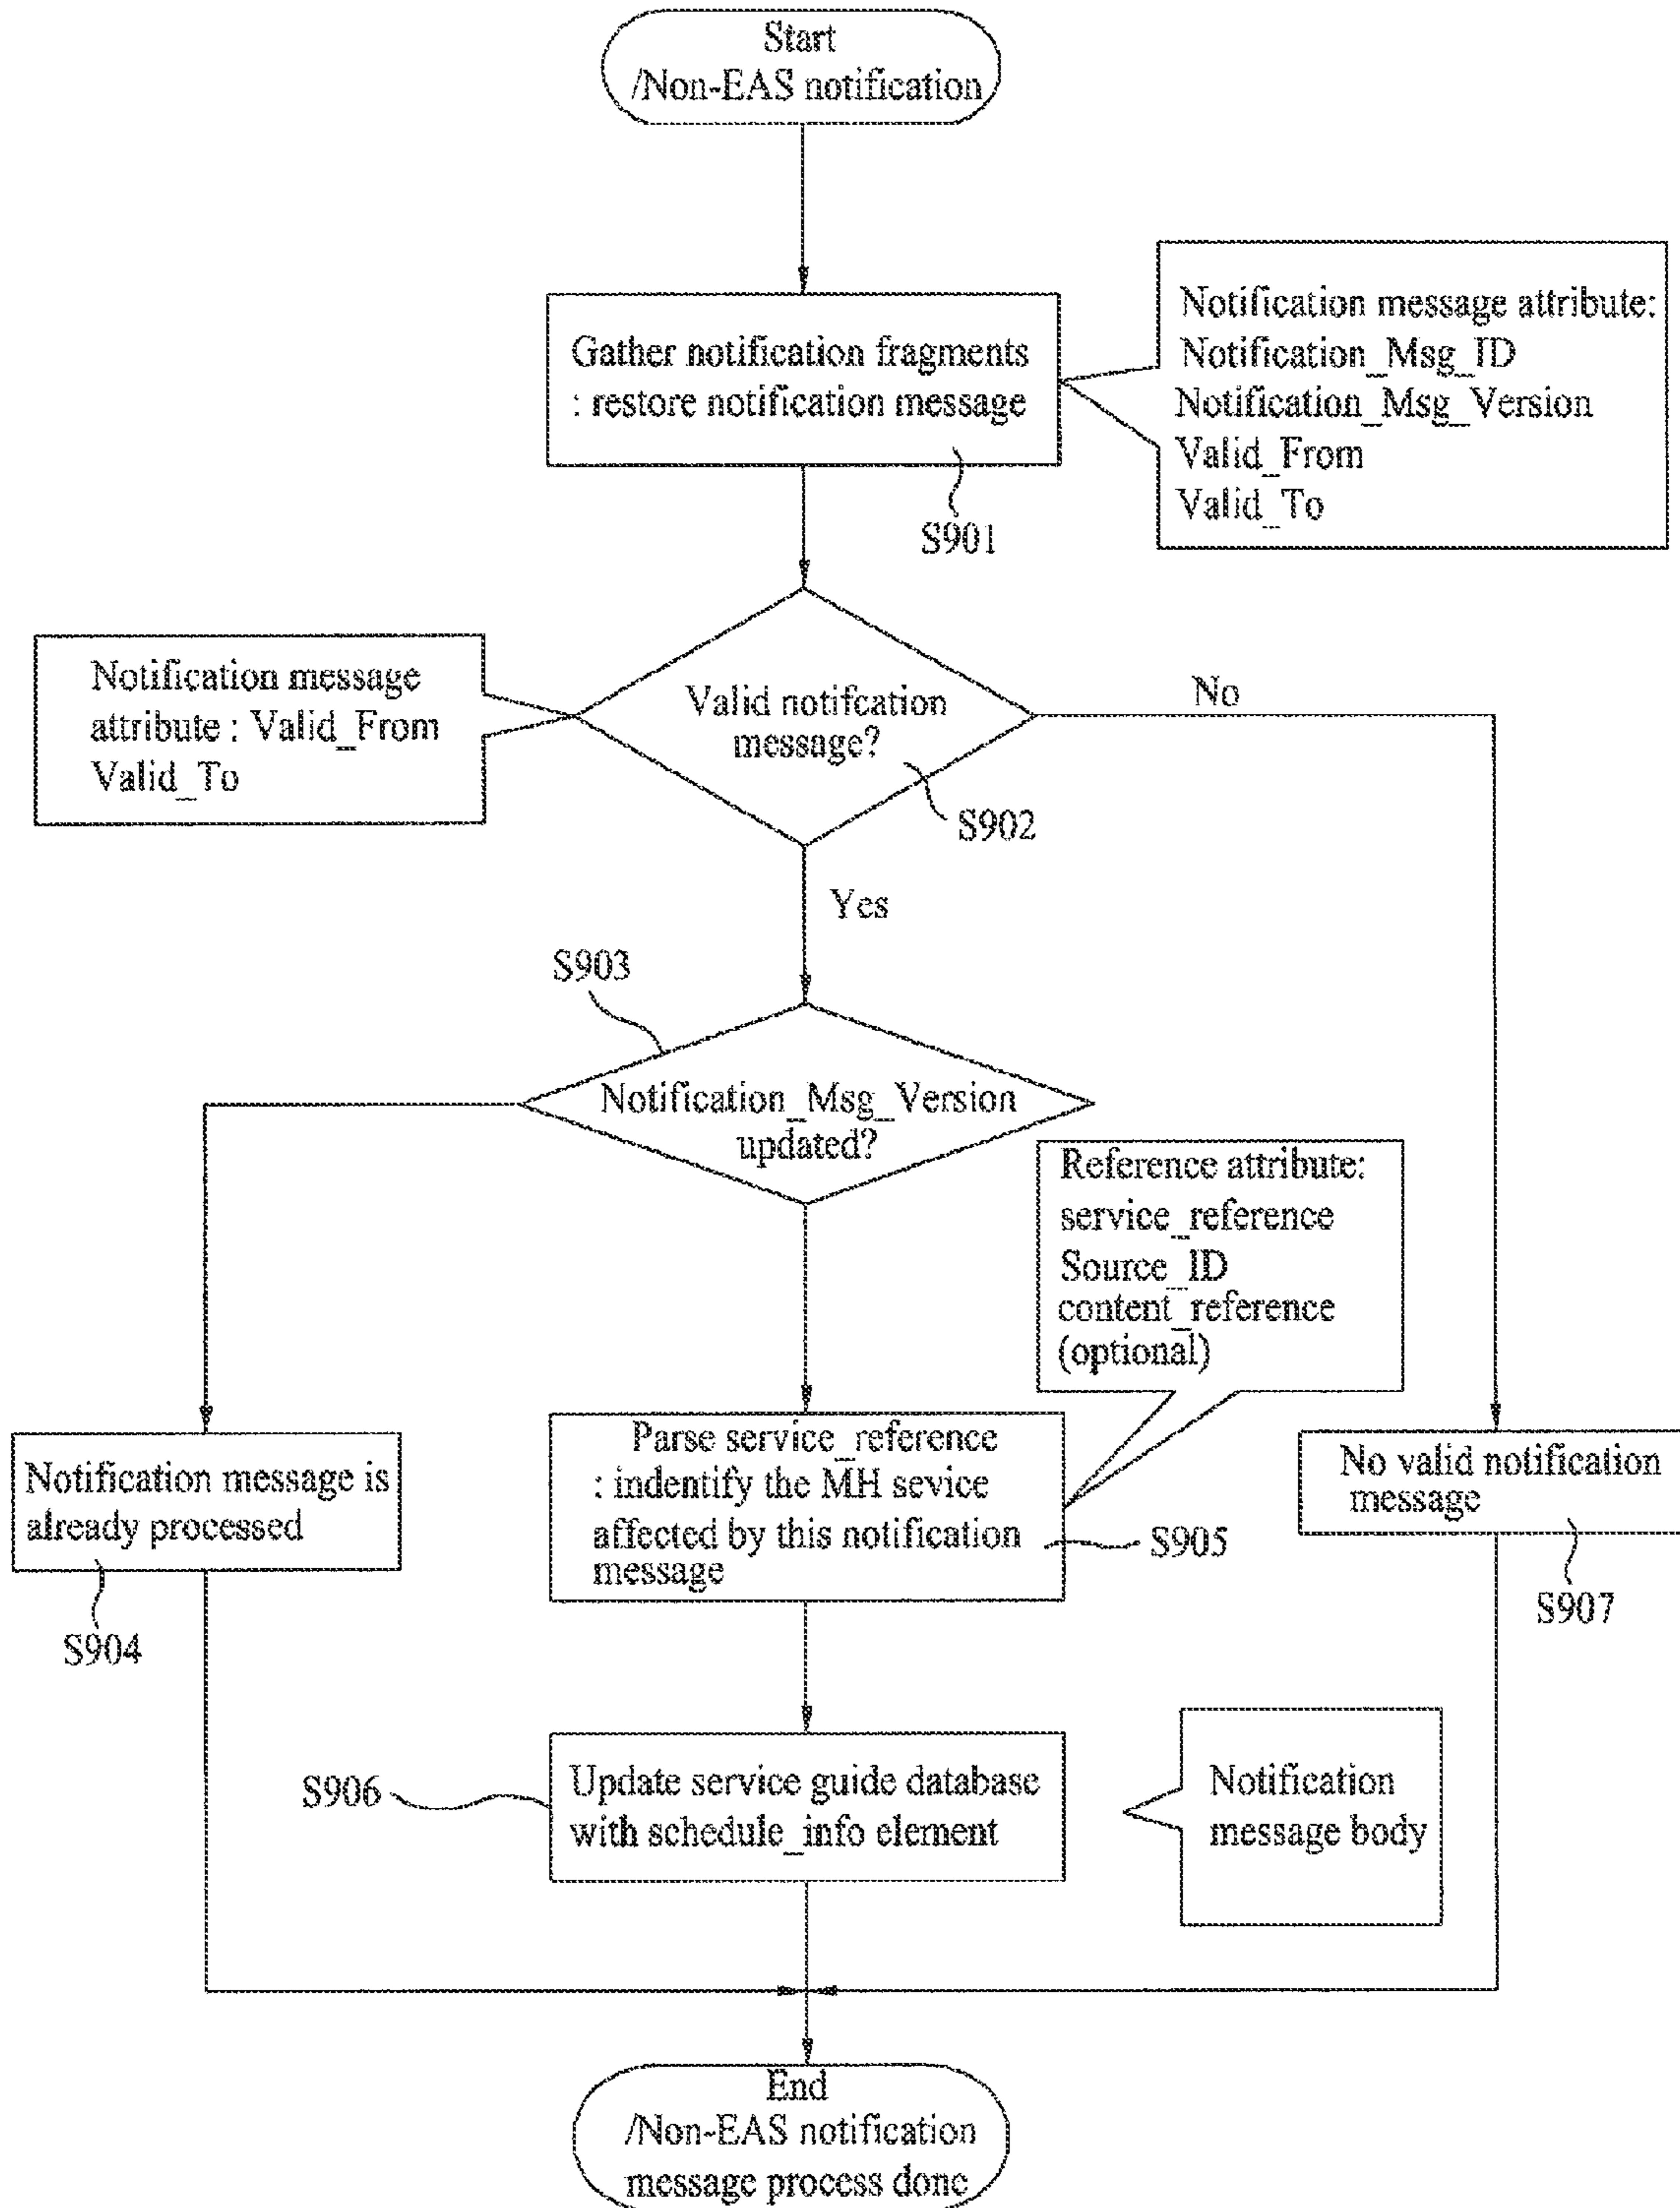 Start
/Non-EAS notification
Gather notification fragments
: restore notification message
S901
Notification message attribute:
Notification_Msg_ID
Notification_Msg_Version
Valid_From
Valid_To
Notification message
attribute : Valid_From
Valid_To
Valid notifcation
message?
S902
No
Yes
S903
Notification_Msg_Version
updated?
Reference attribute:
service_reference
Source_ID
content_reference
(optional)
Notification message is
already processed
S904
Parse service_reference
: indentify the MH sevice
affected by this notification
message
S905
No valid notification
message
S907
S906
Update service guide database
with schedule_info element
Notification
message body
End
/Non-EAS notification
message process done